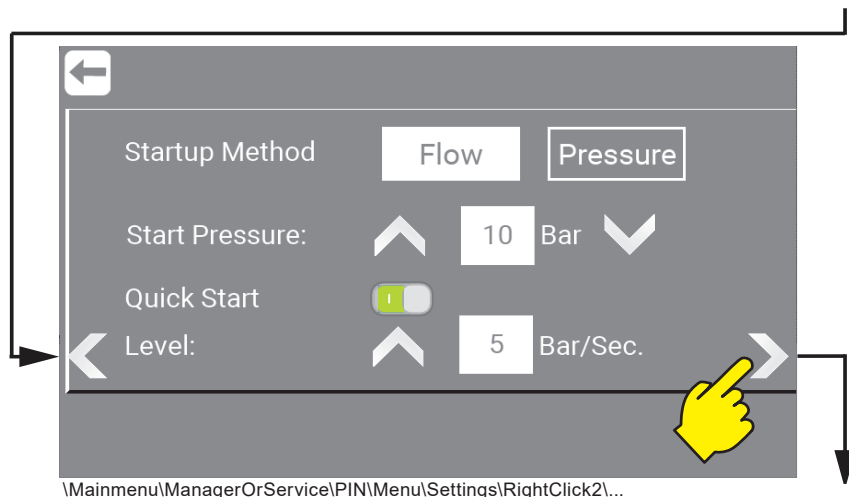 Startup Method Flow Pressure
Start Pressure: 10 Bar
Quick Start I
Level: 5 Bar/Sec.
\Mainmenu\ManagerOrService\PIN\Menu\Settings\RightClick2\...